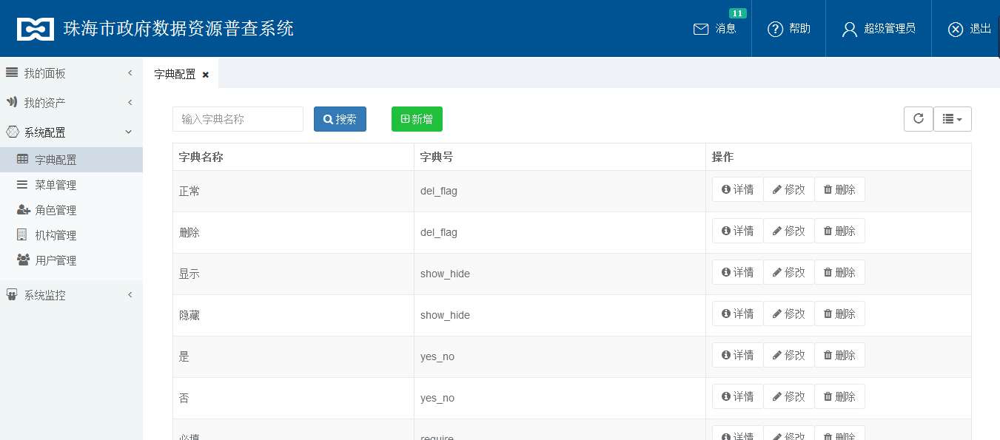 珠海市政府数据资源普查系统
11
消息
帮助
超级管理员
退出
我的面板
我的资产
系统配置
字典配置
菜单管理
角色管理
机构管理
用户管理
系统监控
字典配置
输入字典名称
搜索
新增
字典名称 字典号 操作
正常 del_flag 详情 修改 删除
删除 del_flag 详情 修改 删除
显示 show_hide 详情 修改 删除
隐藏 show_hide 详情 修改 删除
是 yes_no 详情 修改 删除
否 yes_no 详情 修改 删除
必填 require 详情 修改 删除